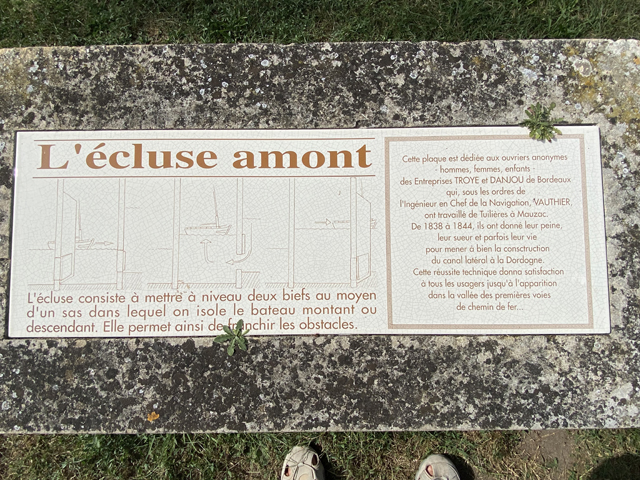 L'écluse amont
L'écluse consiste à mettre à niveau deux biefs au moyen
d'un sas dans lequel on isole le bateau montant ou
descendant. Elle permet ainsi de franchir les obstacles.
Cette plaque est dédiée aux ouvriers anonymes
- hommes, femmes, enfants -
des Entreprises TROYE et DANJOU de Bordeaux
qui, sous les ordres de
l'Ingénieur en Chef de la Navigation, VAUTHIER,
ont travaillé de Tuilières à Mauzac.
De 1838 à 1844, ils ont donné leur peine,
leur sueur et parfois leur vie
pour mener à bien la consctruction
du canal latéral à la Dordogne.
Cette réussite technique donna satisfaction
à tous les usagers jusqu'à l'apparition
dans la vallée des premières voies
de chemin de fer...